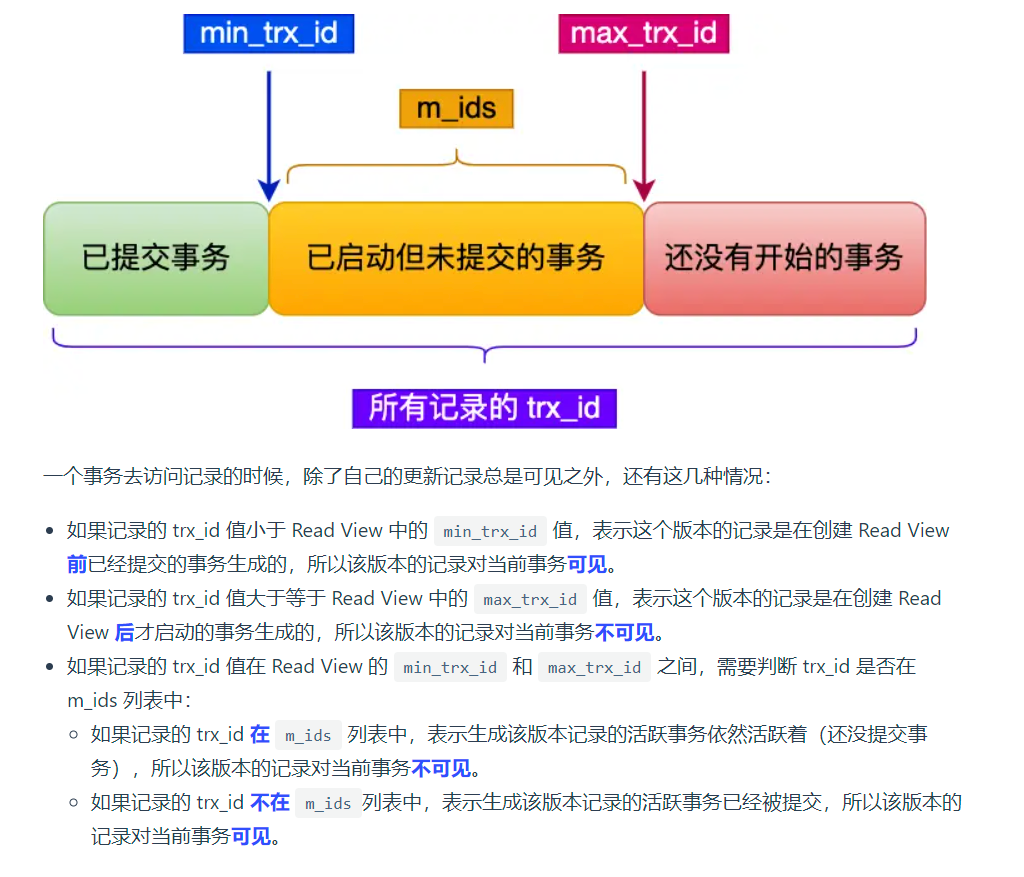 min_trx_id
max_trx_id
m_ids
已提交事务
已启动但未提交的事务
还没有开始的事务
所有记录的 trx_id
一个事务去访问记录的时候，除了自己的更新记录总是可见之外，还有这几种情况：
如果记录的 trx_id 值小于 Read View 中的 min_trx_id 值，表示这个版本的记录是在创建 Read View
前已经提交的事务生成的，所以该版本的记录对当前事务可见。
如果记录的 trx_id 值大于等于 Read View 中的 max_trx_id 值，表示这个版本的记录是在创建 Read
View 后才启动的事务生成的，所以该版本的记录对当前事务不可见。
如果记录的 trx_id 值在 Read View 的 min_trx_id 和 max_trx_id 之间，需要判断 trx_id 是否在
m_ids 列表中：
如果记录的 trx_id 在 m_ids 列表中，表示生成该版本记录的活跃事务依然活跃着（还没提交事
务），所以该版本的记录对当前事务不可见。
如果记录的 trx_id 不在 m_ids 列表中，表示生成该版本记录的活跃事务已经被提交，所以该版本的
记录对当前事务可见。